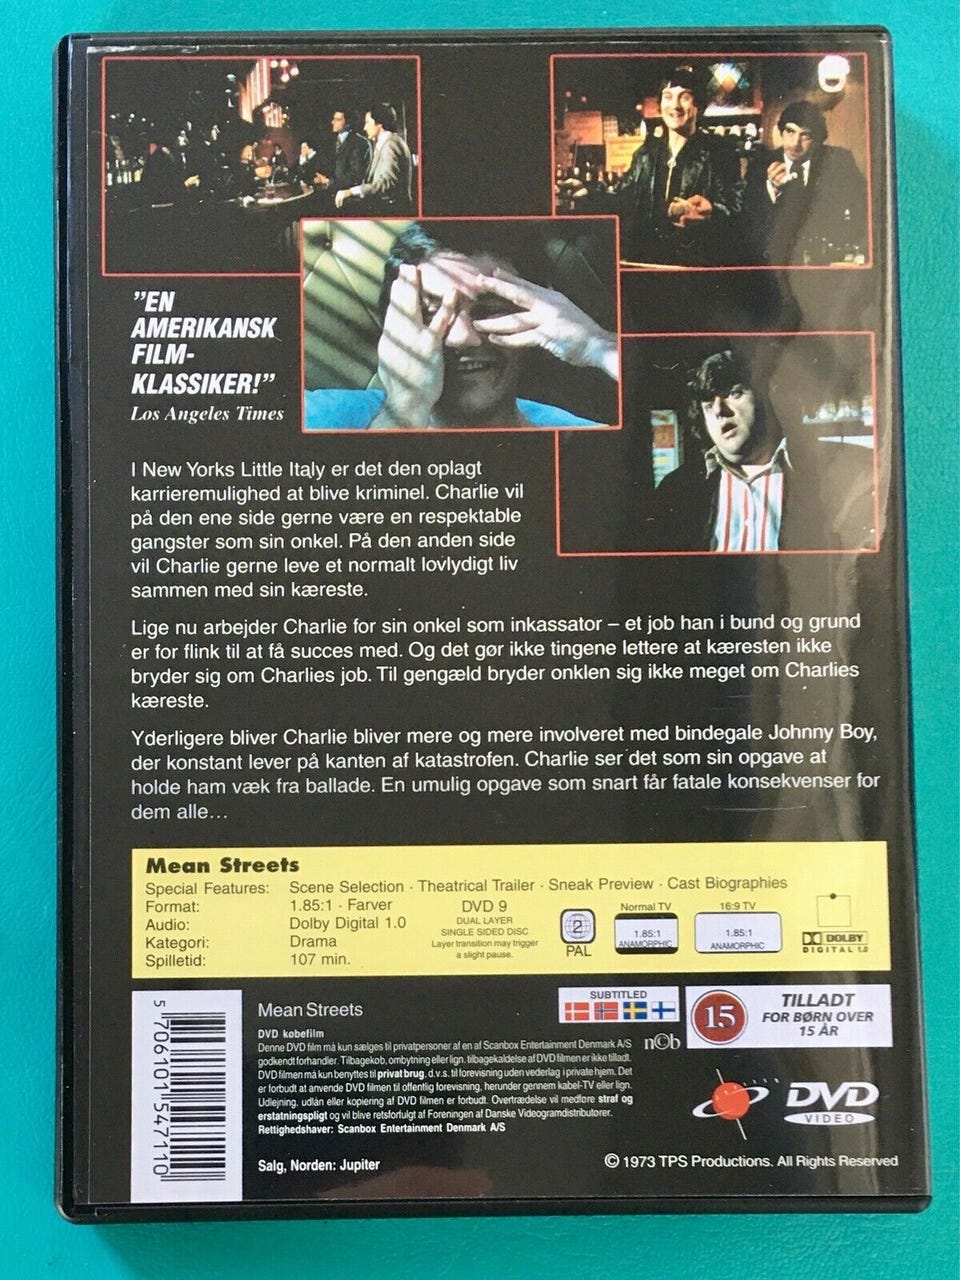 "EN
AMERIKANSK
FILM-
KLASSIKER!"
Los Angeles Times
I New Yorks Little Italy er det den oplagt
karrieremulighed at blive kriminel. Charlie vil
på den ene side gerne være en respektable
gangster som sin onkel. På den anden side
vil Charlie gerne leve et normalt lovlydigt liv
sammen med sin kæreste.
Lige nu arbejder Charlie for sin onkel som inkassator – et job han i bund og grund
er for flink til at få succes med. Og det gør ikke tingene lettere at kæresten ikke
bryder sig om Charlies job. Til gengæld bryder onklen sig ikke meget om Charlies
kæreste.
Yderligere bliver Charlie bliver mere og mere involveret med bindegale Johnny Boy,
der konstant lever på kanten af katastrofen. Charlie ser det som sin opgave at
holde ham væk fra ballade. En umulig opgave som snart får fatale konsekvenser for
dem alle...
Mean Streets
Special Features: Scene Selection · Theatrical Trailer · Sneak Preview · Cast Biographies
Format: 1.85:1 · Farver
Audio: Dolby Digital 1.0
Kategori: Drama
Spilletid: 107 min.
DVD 9
DUAL LAYER
SINGLE SIDED DISC
Layer transition may trigger
a slight pause.
2
PAL
Normal TV
1.85:1
ANAMORPHIC
16:9 TV
1.85:1
ANAMORPHIC
DOLBY
DIGITAL 1.0
5 706101 547110
Mean Streets
DVD købefilm
Denne DVD film må kun sælges til privatpersoner af en af Scanbox Entertainment Denmark A/S
godkendt forhandler. Tilbagekøb, ombytning eller lign. tilbagekaldelse af DVD filmen er ikke tilladt.
DVD filmen må kun benyttes til privat brug, d.v.s. til forevisning uden vederlag i private hjem. Det
er forbudt at anvende DVD filmen til offentlig forevisning, herunder gennem kabel-TV eller lign.
Udlejning, udlån eller kopiering af DVD filmen er forbudt. Overtrædelse vil medføre straf og
erstatningspligt og vil blive retsforfulgt af Foreningen af Danske Videogramdistributører.
Rettighedshaver: Scanbox Entertainment Denmark A/S
Salg, Norden: Jupiter
SUBTITLED
n©b
15
TILLADT
FOR BØRN OVER
15 ÅR
DVD
VIDEO
© 1973 TPS Productions. All Rights Reserved